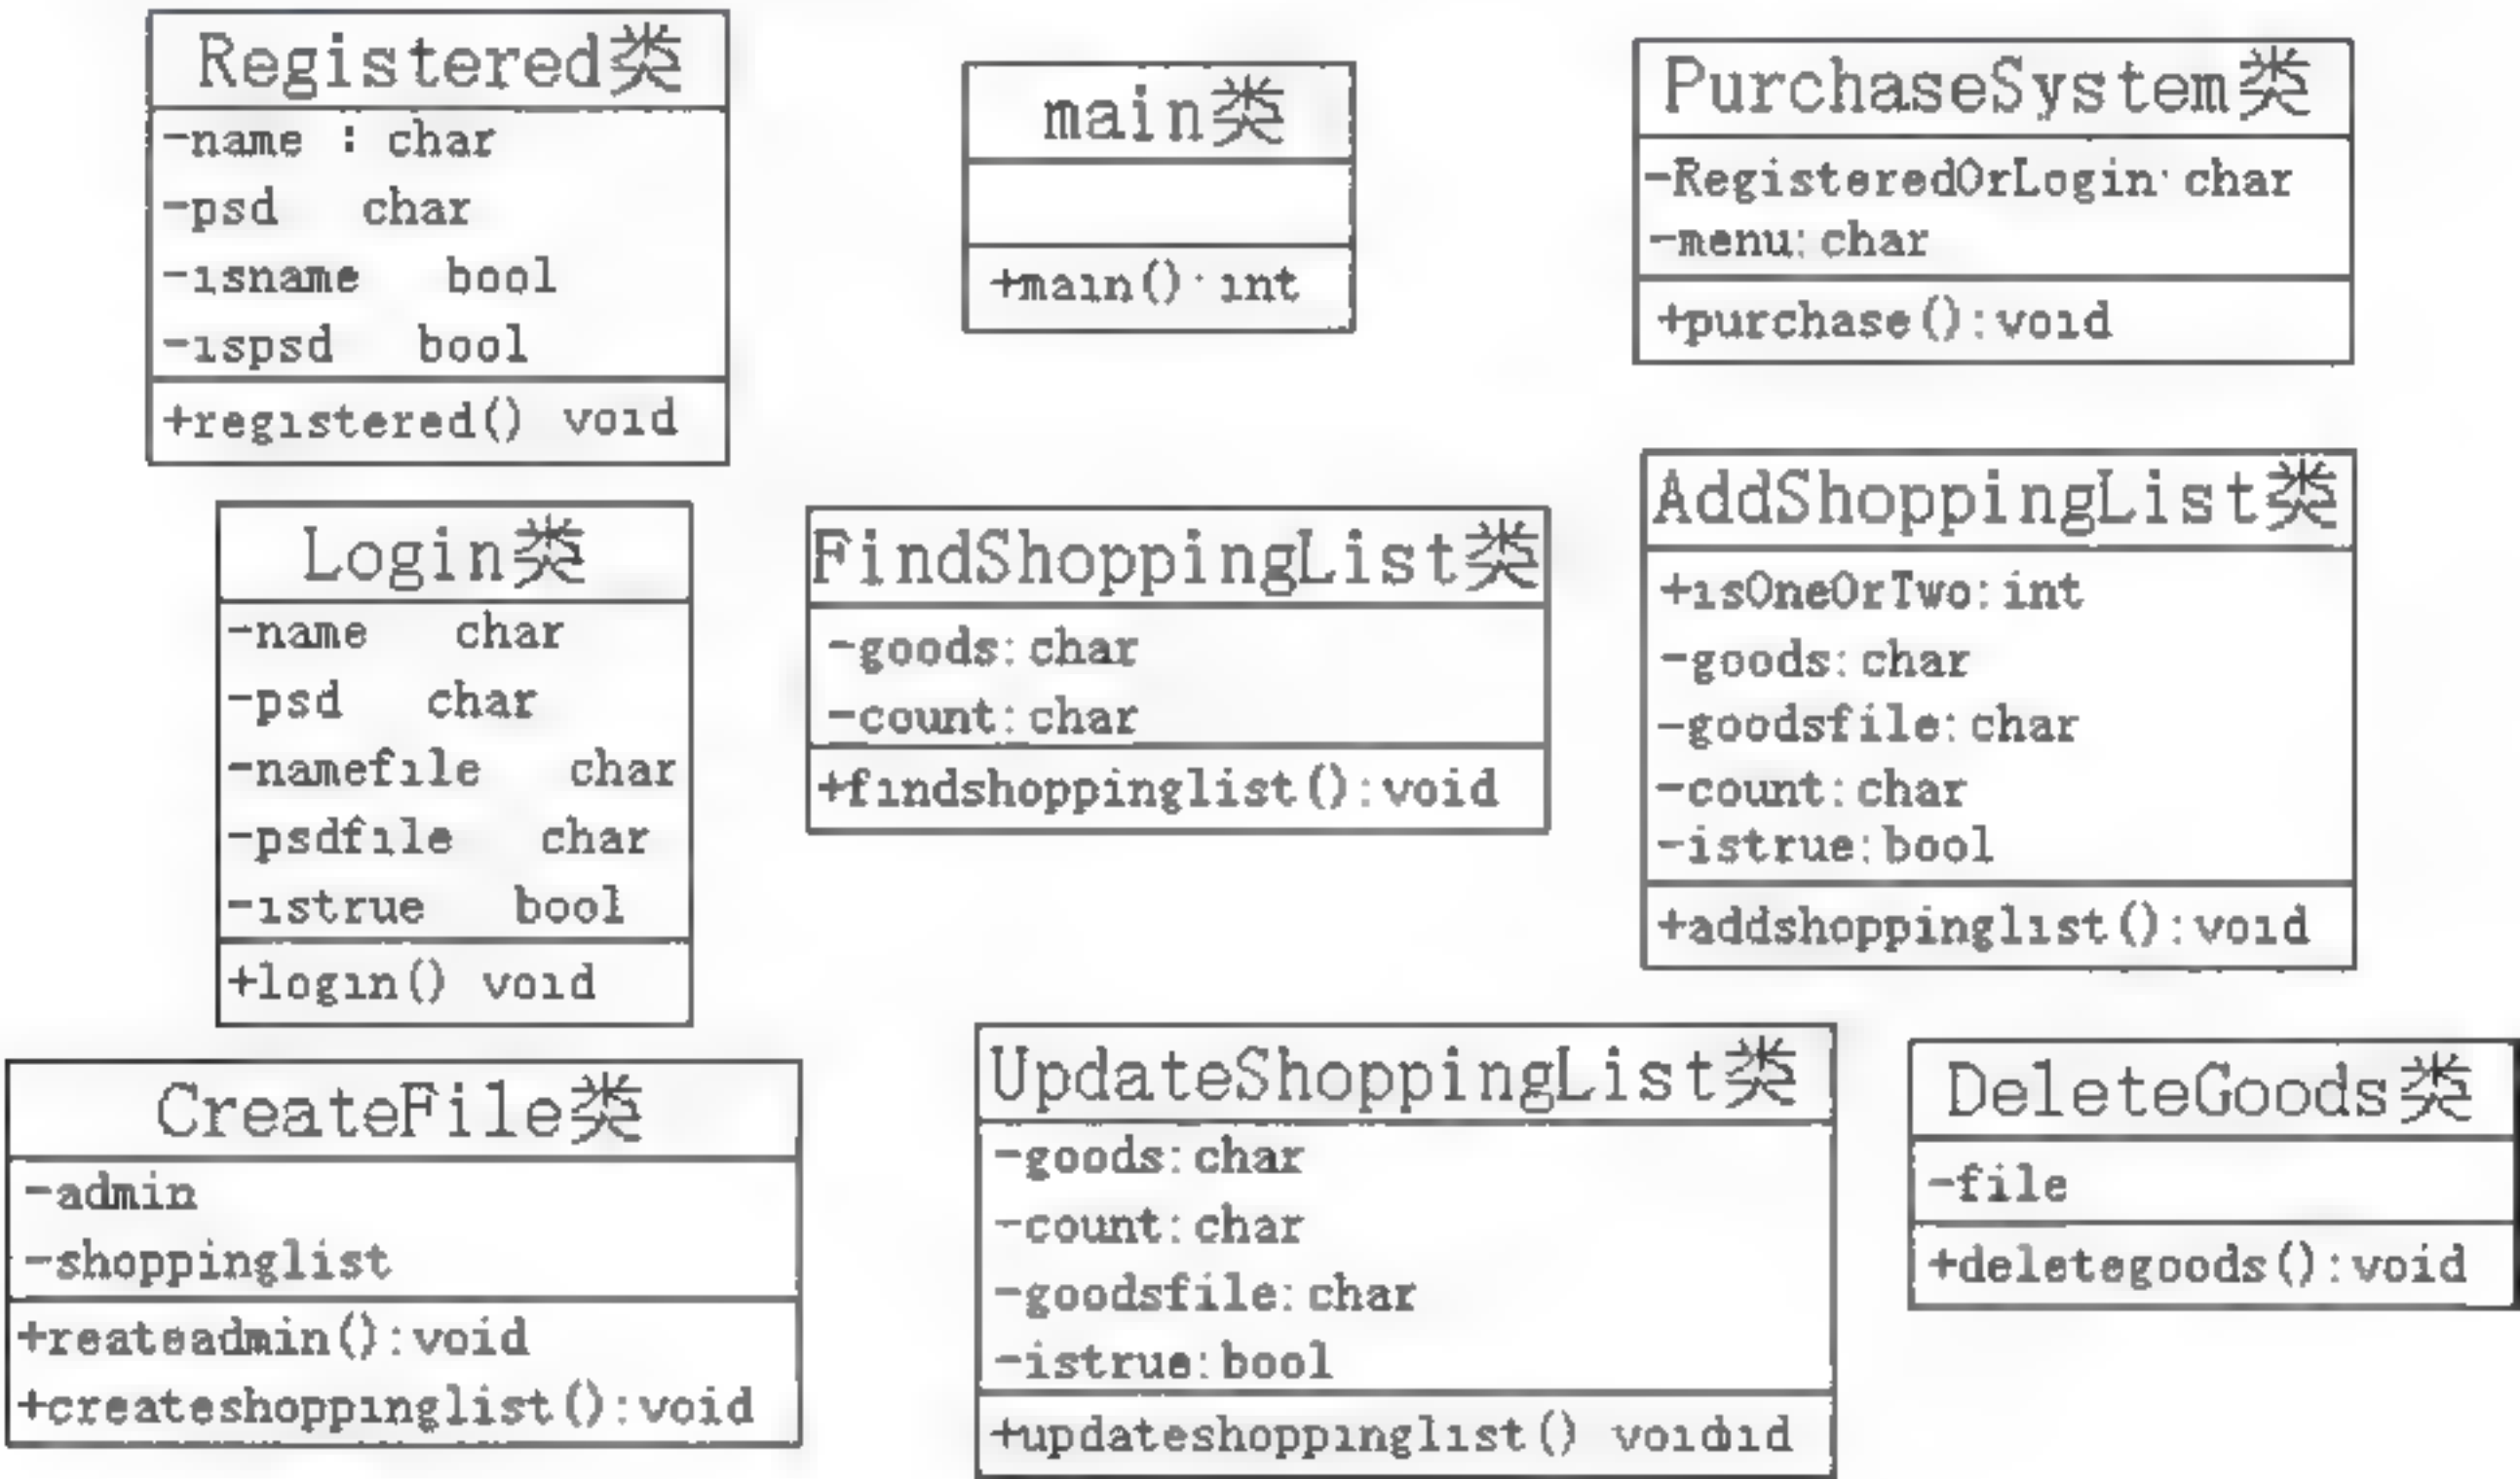 Registered类
-name : char
-psd char
-isname bool
-ispsd bool
+registered() void
main类
+main()·int
PurchaseSystem类
-RegisteredOrLogin·char
-menu:char
+purchase():void
Login类
-name char
-psd char
-namefile char
-psdfile char
-istrue bool
+login() void
FindShoppingList类
-goods:char
-count:char
+findshoppinglist():void
AddShoppingList类
+isOneOrTwo:int
-goods:char
-goodsfile:char
-count:char
-istrue:bool
+addshoppinglist():void
CreateFile类
-admin
-shoppinglist
+reateadmin():void
+createshoppinglist():void
UpdateShoppingList类
-goods:char
-count:char
-goodsfile:char
-istrue:bool
+updateshoppinglist() voidid
DeleteGoods类
-file
+deletegoods():void